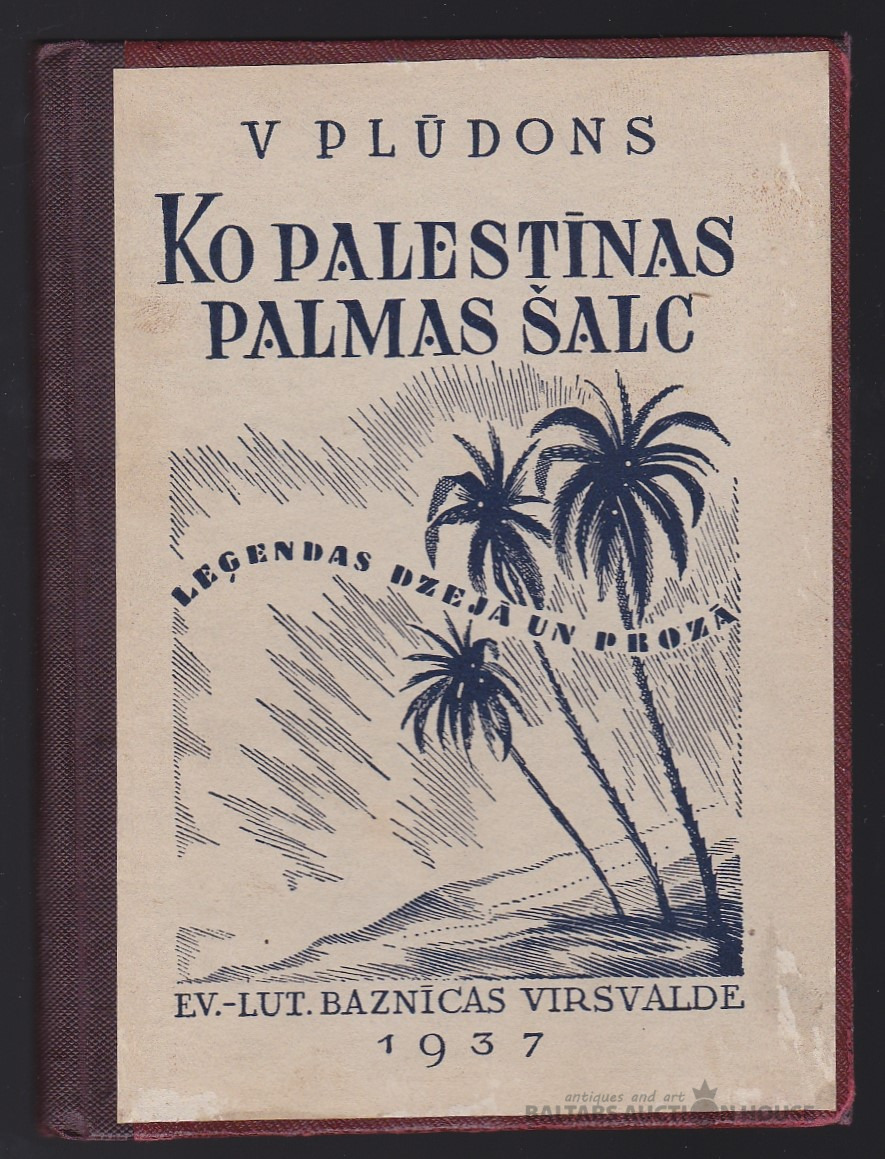 V PLŪDONS
KO PALESTĪNAS
PALMAS ŠALC
LEĢENDAS DZEJĀ UN PROZĀ
EV.-LUT. BAZNĪCAS VIRSVALDE
1937
antiques and art
BALTARS AUCTION HOUSE